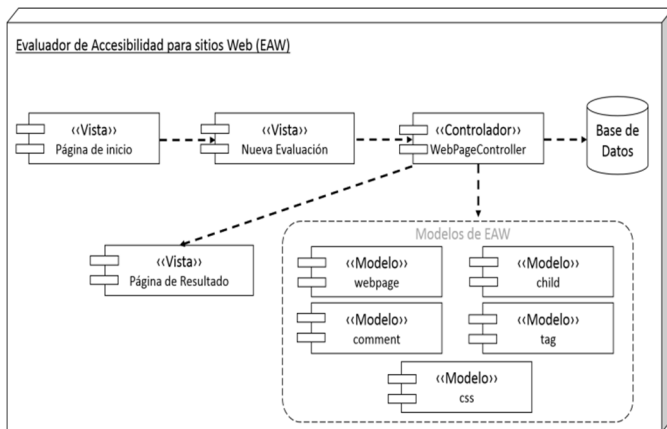 Evaluador de Accesibilidad para sitios Web (EAW)
‹‹Vista››
Página de inicio
‹‹Vista››
Nueva Evaluación
‹‹Controlador››
WebPageController
Base de
Datos
‹‹Vista››
Página de Resultado
Modelos de EAW
‹‹Modelo››
webpage
‹‹Modelo››
child
‹‹Modelo››
comment
‹‹Modelo››
tag
‹‹Modelo››
css